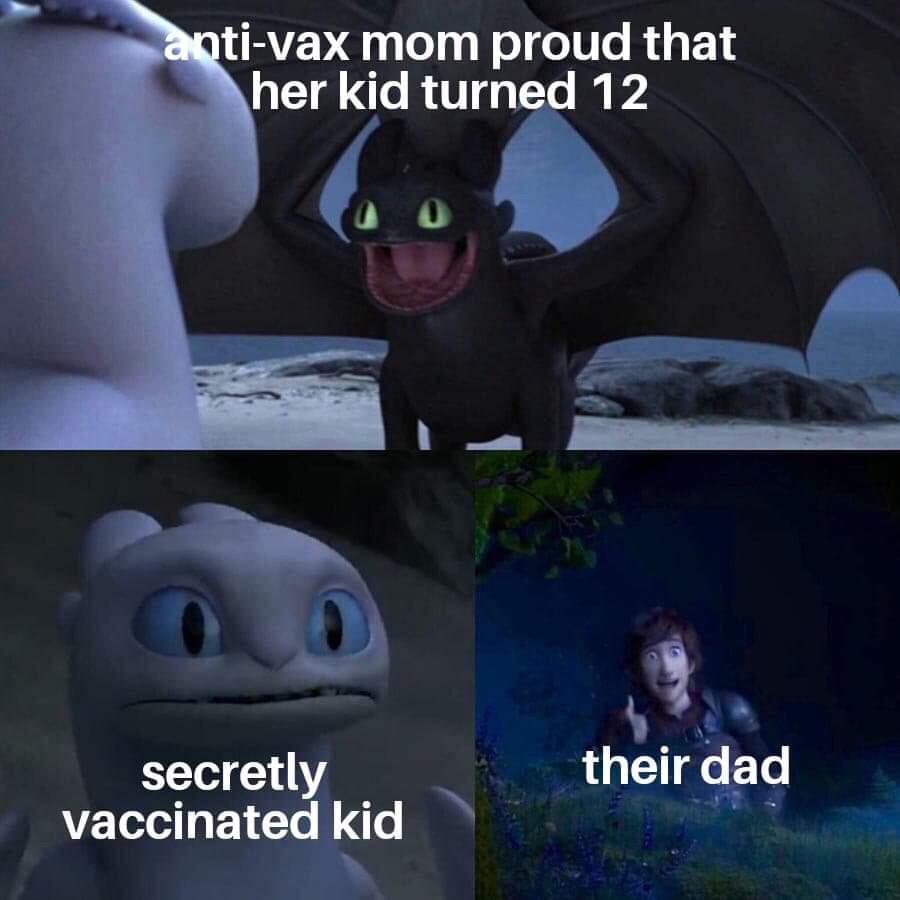 anti-vax mom proud that
her kid turned 12
secretly
vaccinated kid
their dad